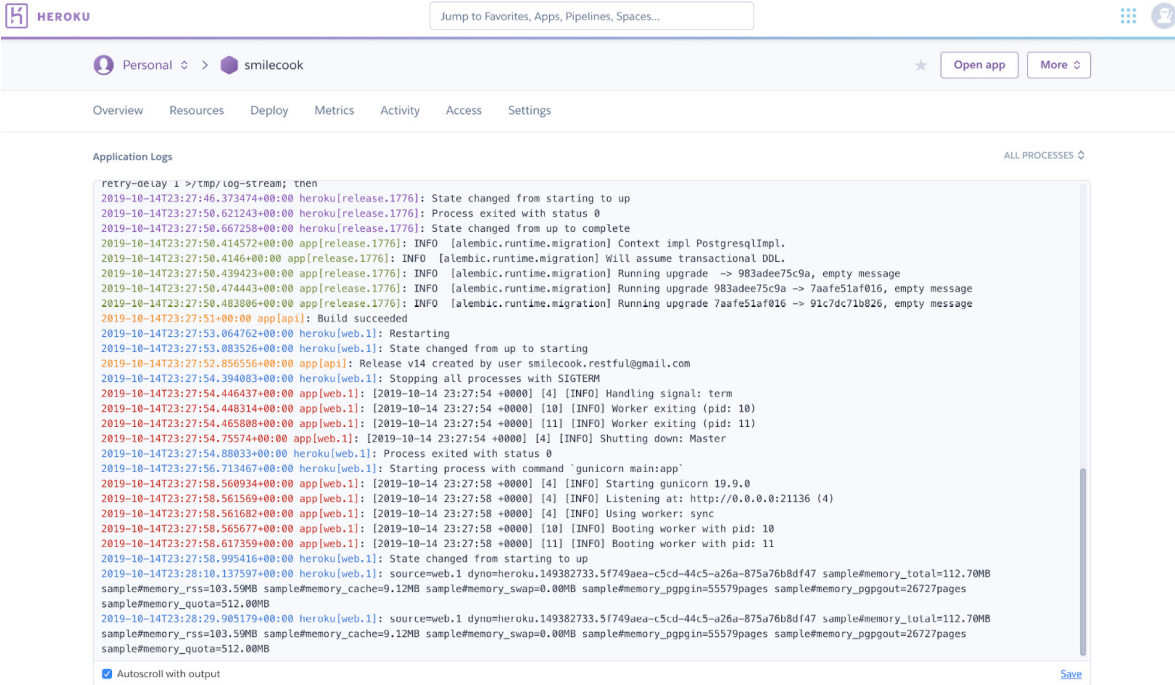 HEROKU
Jump to Favorites, Apps, Pipelines, Spaces...
Personal > smilecook
Open app
More
Overview Resources Deploy Metrics Activity Access Settings
Application Logs
ALL PROCESSES
retry-delay 1 >/tmp/log-stream; then
2019-10-14T23:27:46.373474+00:00 heroku[release.1776]: State changed from starting to up
2019-10-14T23:27:50.621243+00:00 heroku[release.1776]: Process exited with status 0
2019-10-14T23:27:50.667258+00:00 heroku[release.1776]: State changed from up to complete
2019-10-14T23:27:50.414572+00:00 app[release.1776]: INFO  [alembic.runtime.migration] Context impl PostgresqlImpl.
2019-10-14T23:27:50.4146+00:00 app[release.1776]: INFO  [alembic.runtime.migration] Will assume transactional DDL.
2019-10-14T23:27:50.439423+00:00 app[release.1776]: INFO  [alembic.runtime.migration] Running upgrade  -> 983adee75c9a, empty message
2019-10-14T23:27:50.474443+00:00 app[release.1776]: INFO  [alembic.runtime.migration] Running upgrade 983adee75c9a -> 7aafe51af016, empty message
2019-10-14T23:27:50.483806+00:00 app[release.1776]: INFO  [alembic.runtime.migration] Running upgrade 7aafe51af016 -> 91c7dc71b826, empty message
2019-10-14T23:27:51+00:00 app[api]: Build succeeded
2019-10-14T23:27:53.064762+00:00 heroku[web.1]: Restarting
2019-10-14T23:27:53.083526+00:00 heroku[web.1]: State changed from up to starting
2019-10-14T23:27:52.856556+00:00 app[api]: Release v14 created by user smilecook.restful@gmail.com
2019-10-14T23:27:54.394083+00:00 heroku[web.1]: Stopping all processes with SIGTERM
2019-10-14T23:27:54.446437+00:00 app[web.1]: [2019-10-14 23:27:54 +0000] [4] [INFO] Handling signal: term
2019-10-14T23:27:54.448314+00:00 app[web.1]: [2019-10-14 23:27:54 +0000] [10] [INFO] Worker exiting (pid: 10)
2019-10-14T23:27:54.465808+00:00 app[web.1]: [2019-10-14 23:27:54 +0000] [11] [INFO] Worker exiting (pid: 11)
2019-10-14T23:27:54.75574+00:00 app[web.1]: [2019-10-14 23:27:54 +0000] [4] [INFO] Shutting down: Master
2019-10-14T23:27:54.88033+00:00 heroku[web.1]: Process exited with status 0
2019-10-14T23:27:56.713467+00:00 heroku[web.1]: Starting process with command `gunicorn main:app`
2019-10-14T23:27:58.560934+00:00 app[web.1]: [2019-10-14 23:27:58 +0000] [4] [INFO] Starting gunicorn 19.9.0
2019-10-14T23:27:58.561569+00:00 app[web.1]: [2019-10-14 23:27:58 +0000] [4] [INFO] Listening at: http://0.0.0.0:21136 (4)
2019-10-14T23:27:58.561682+00:00 app[web.1]: [2019-10-14 23:27:58 +0000] [4] [INFO] Using worker: sync
2019-10-14T23:27:58.565677+00:00 app[web.1]: [2019-10-14 23:27:58 +0000] [10] [INFO] Booting worker with pid: 10
2019-10-14T23:27:58.617359+00:00 app[web.1]: [2019-10-14 23:27:58 +0000] [11] [INFO] Booting worker with pid: 11
2019-10-14T23:27:58.995416+00:00 heroku[web.1]: State changed from starting to up
2019-10-14T23:28:10.137597+00:00 heroku[web.1]: source=web.1 dyno=heroku.149382733.5f749aea-c5cd-44c5-a26a-875a76b8df47 sample#memory_total=112.70MB
sample#memory_rss=103.59MB sample#memory_cache=9.12MB sample#memory_swap=0.00MB sample#memory_pgpgin=55579pages sample#memory_pgpgout=26727pages
sample#memory_quota=512.00MB
2019-10-14T23:28:29.905179+00:00 heroku[web.1]: source=web.1 dyno=heroku.149382733.5f749aea-c5cd-44c5-a26a-875a76b8df47 sample#memory_total=112.70MB
sample#memory_rss=103.59MB sample#memory_cache=9.12MB sample#memory_swap=0.00MB sample#memory_pgpgin=55579pages sample#memory_pgpgout=26727pages
sample#memory_quota=512.00MB
Autoscroll with output
Save